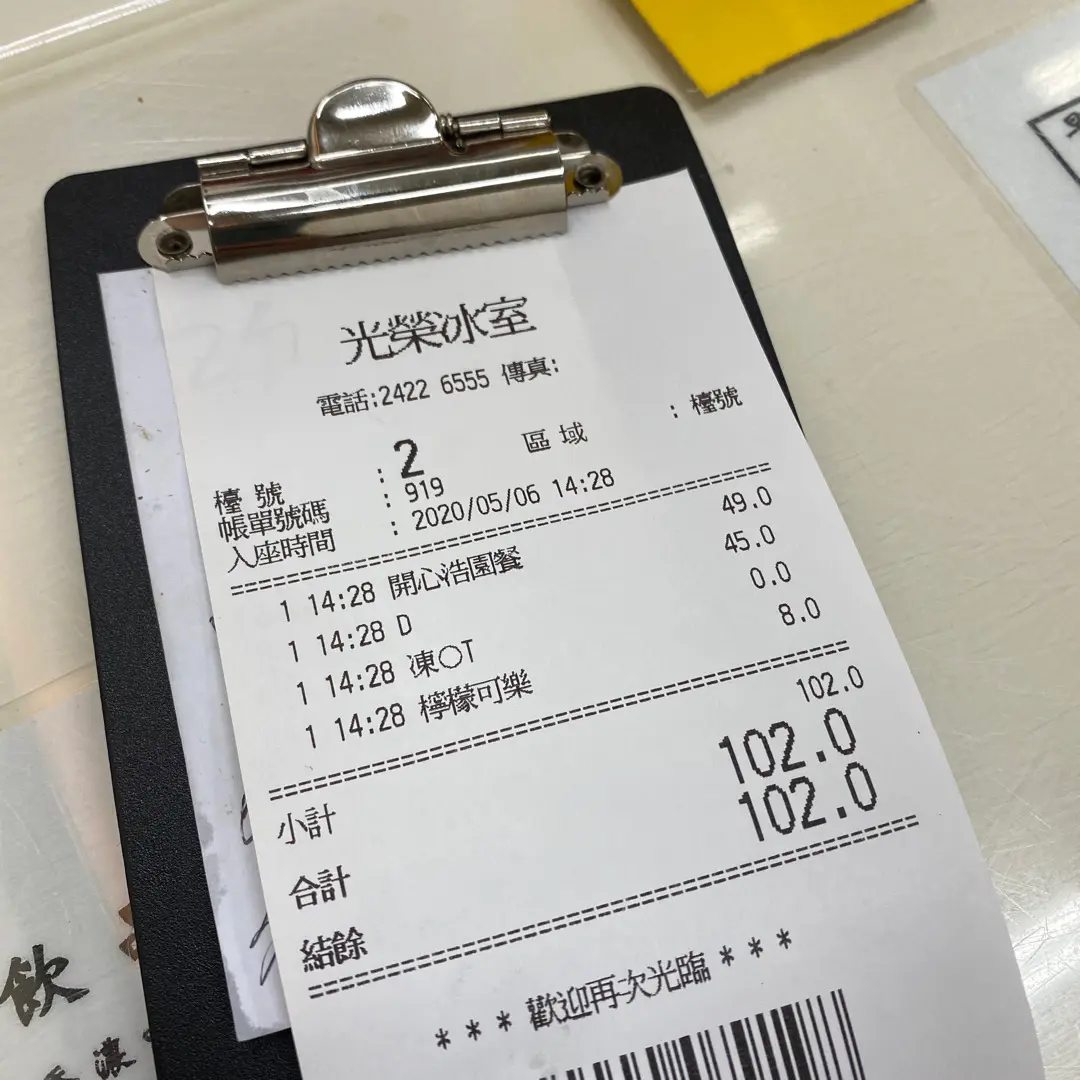 光榮冰室
電話:2422 6555 傳真:
檯號 : 2 區域 : 檯號
帳單號碼 : 919
入座時間 : 2020/05/06 14:28
1 14:28 開心浩園餐 49.0
1 14:28 D 45.0
1 14:28 凍○T 0.0
1 14:28 檸檬可樂 8.0
小計 102.0
合計 102.0
結餘 102.0
*** 歡迎再次光臨 ***
飲
濃